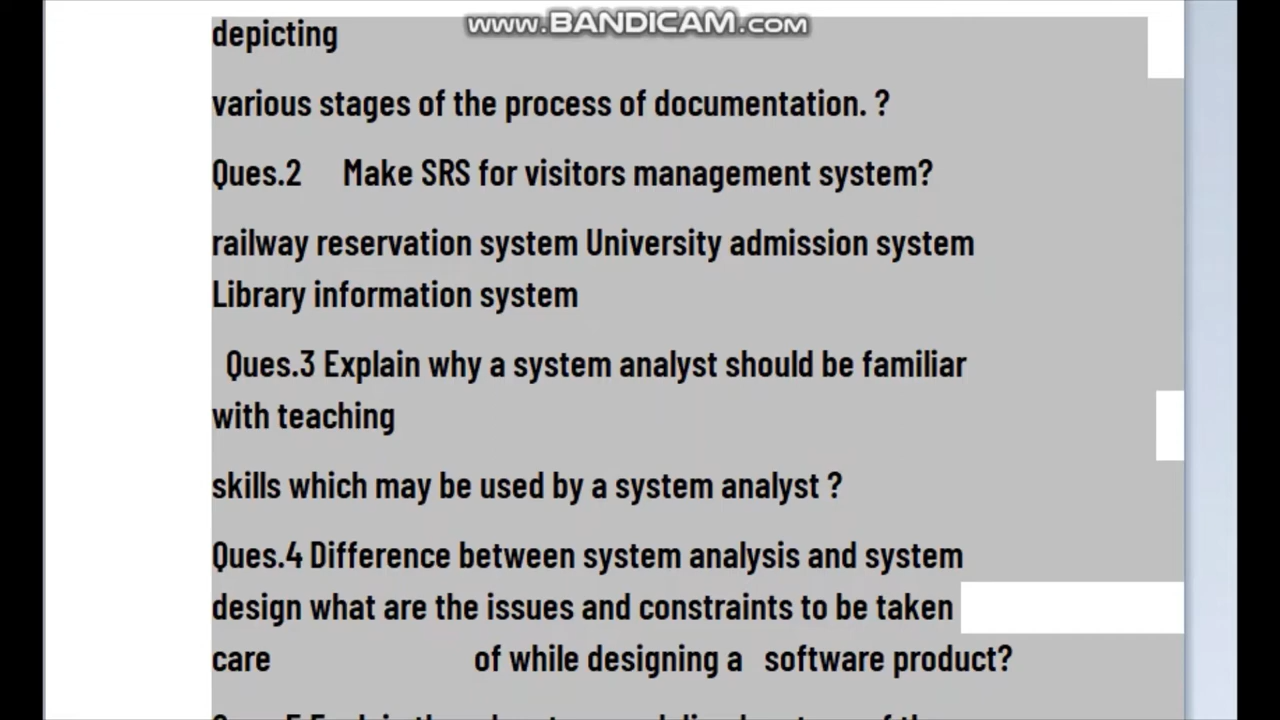 www.BANDICAM.com
depicting
various stages of the process of documentation. ?
Ques.2 Make SRS for visitors management system?
railway reservation system University admission system
Library information system
Ques.3 Explain why a system analyst should be familiar
with teaching
skills which may be used by a system analyst ?
Ques.4 Difference between system analysis and system
design what are the issues and constraints to be taken
care of while designing a software product?